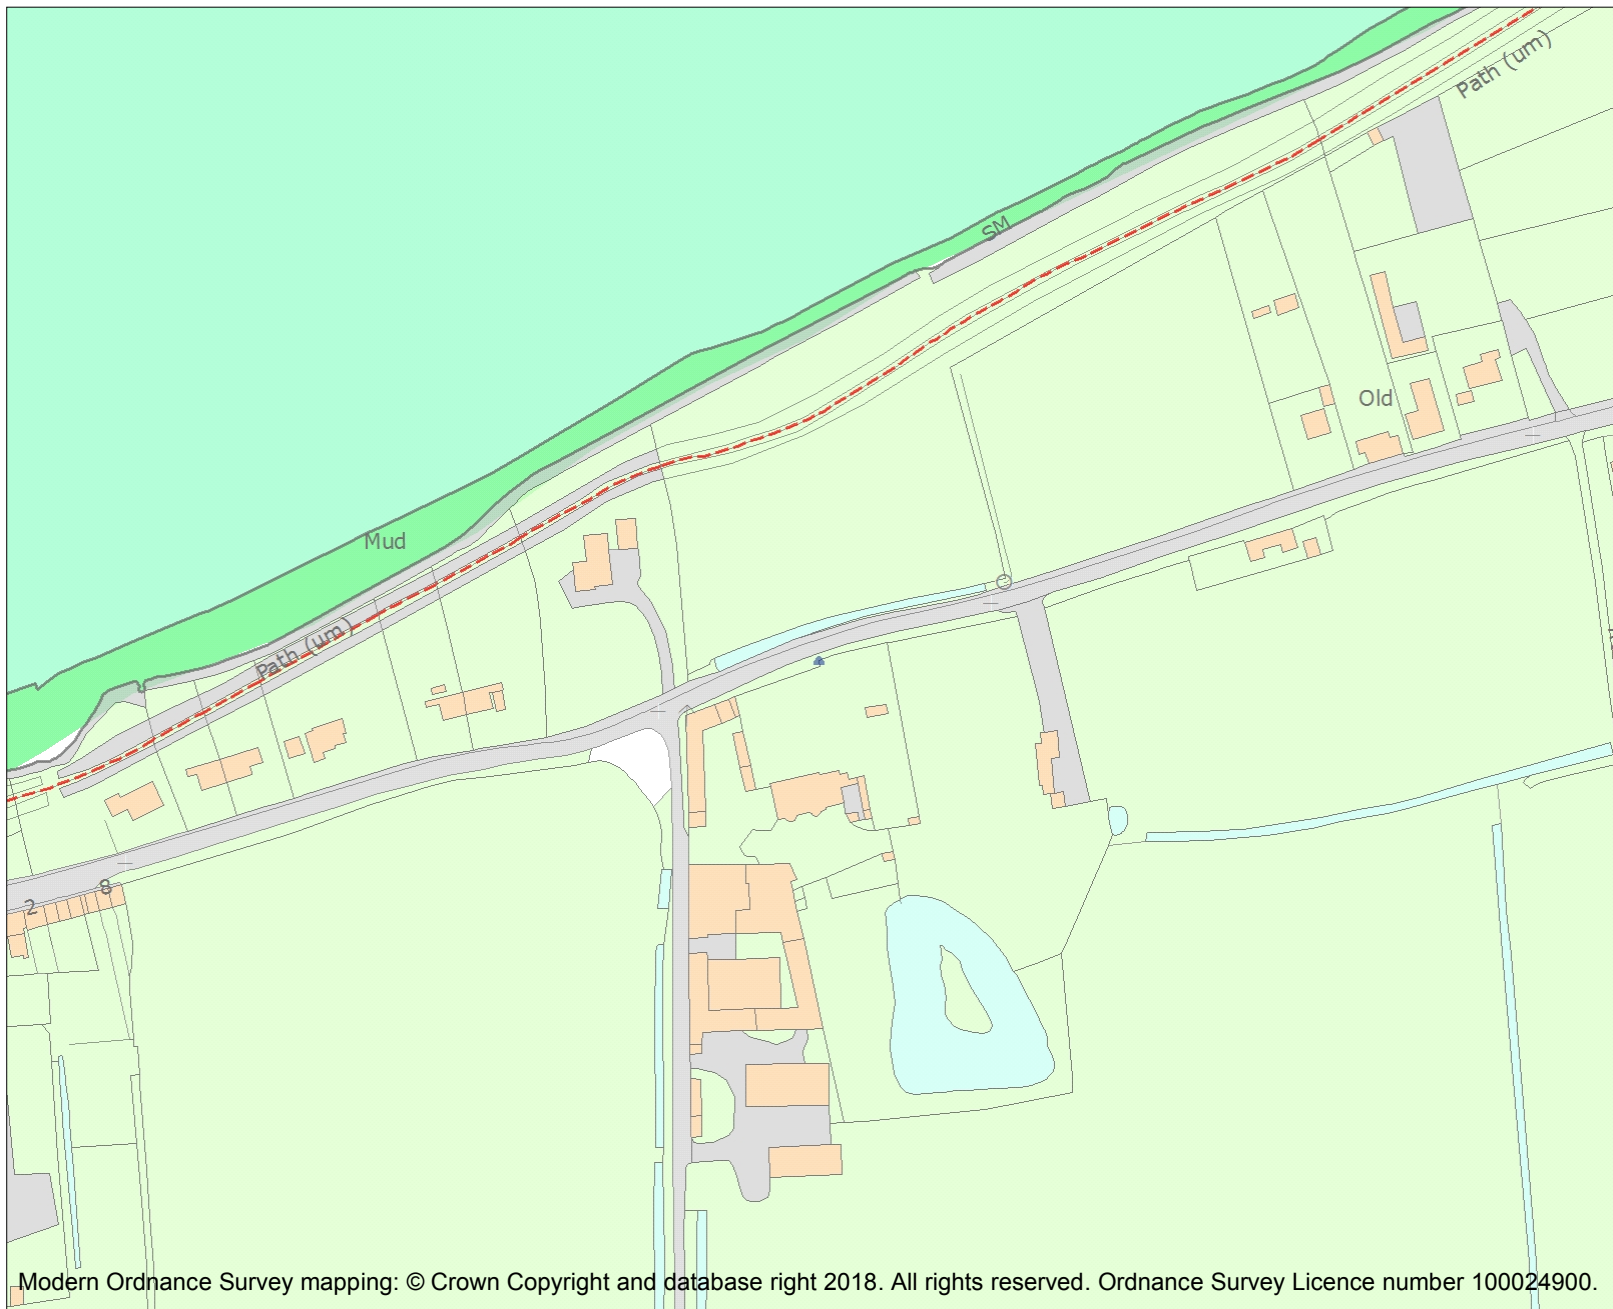 Path (um)
SM
Old
Mud
Path (um)
8
2
Modern Ordnance Survey mapping: © Crown Copyright and database right 2018. All rights reserved. Ordnance Survey Licence number 100024900.